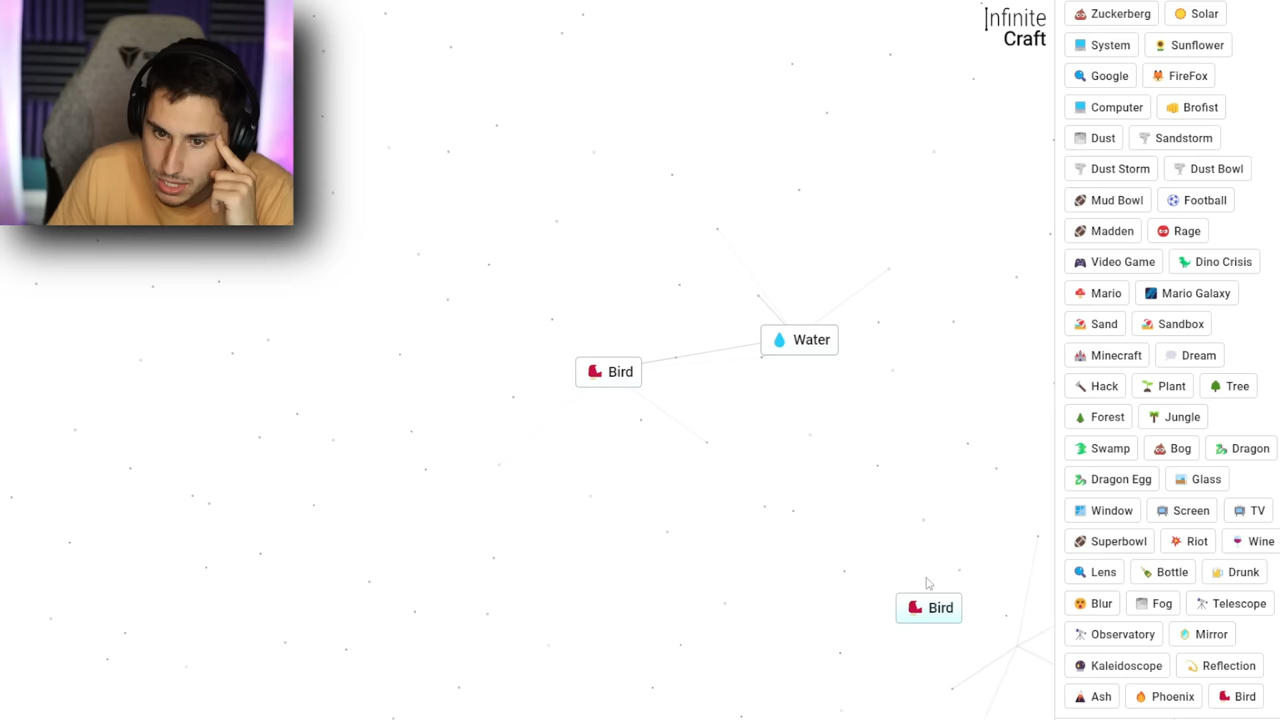 Infinite
Craft
Zuckerberg Solar
System Sunflower
Google FireFox
Computer Brofist
Dust Sandstorm
Dust Storm Dust Bowl
Mud Bowl Football
Madden Rage
Video Game Dino Crisis
Mario Mario Galaxy
Sand Sandbox
Minecraft Dream
Hack Plant Tree
Forest Jungle
Swamp Bog Dragon
Dragon Egg Glass
Window Screen TV
Superbowl Riot Wine
Lens Bottle Drunk
Blur Fog Telescope
Observatory Mirror
Kaleidoscope Reflection
Ash Phoenix Bird
Water
Bird
Bird